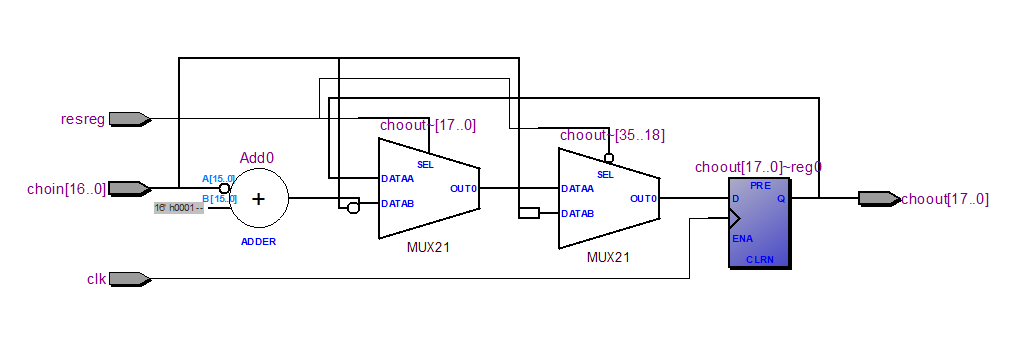 resreg
choout~[17..0]
choout~[35..18]
Add0
SEL
SEL
choout[17..0]~reg0
A[15..0]
DATAA
OUT0
DATAA
OUT0
PRE
choin[16..0]
B[15..0]
+
D
Q
choout[17..0]
16' h0001--
DATAB
DATAB
ENA
ADDER
MUX21
MUX21
CLRN
clk